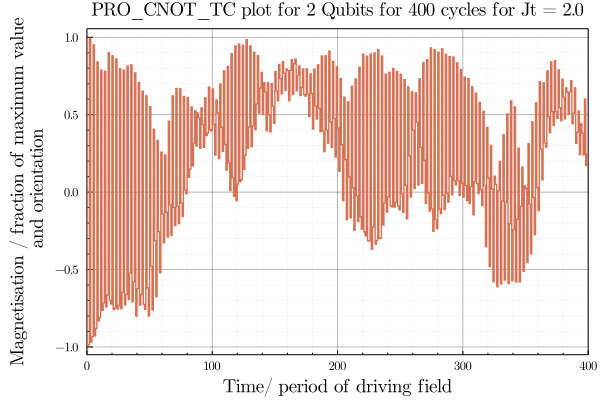 PRO_CNOT_TC plot for 2 Qubits for 400 cycles for Jt = 2.0
Magnetisation / fraction of maximum value
and orientation
1.0
0.5
0.0
−0.5
−1.0
0 100 200 300 400
Time/ period of driving field